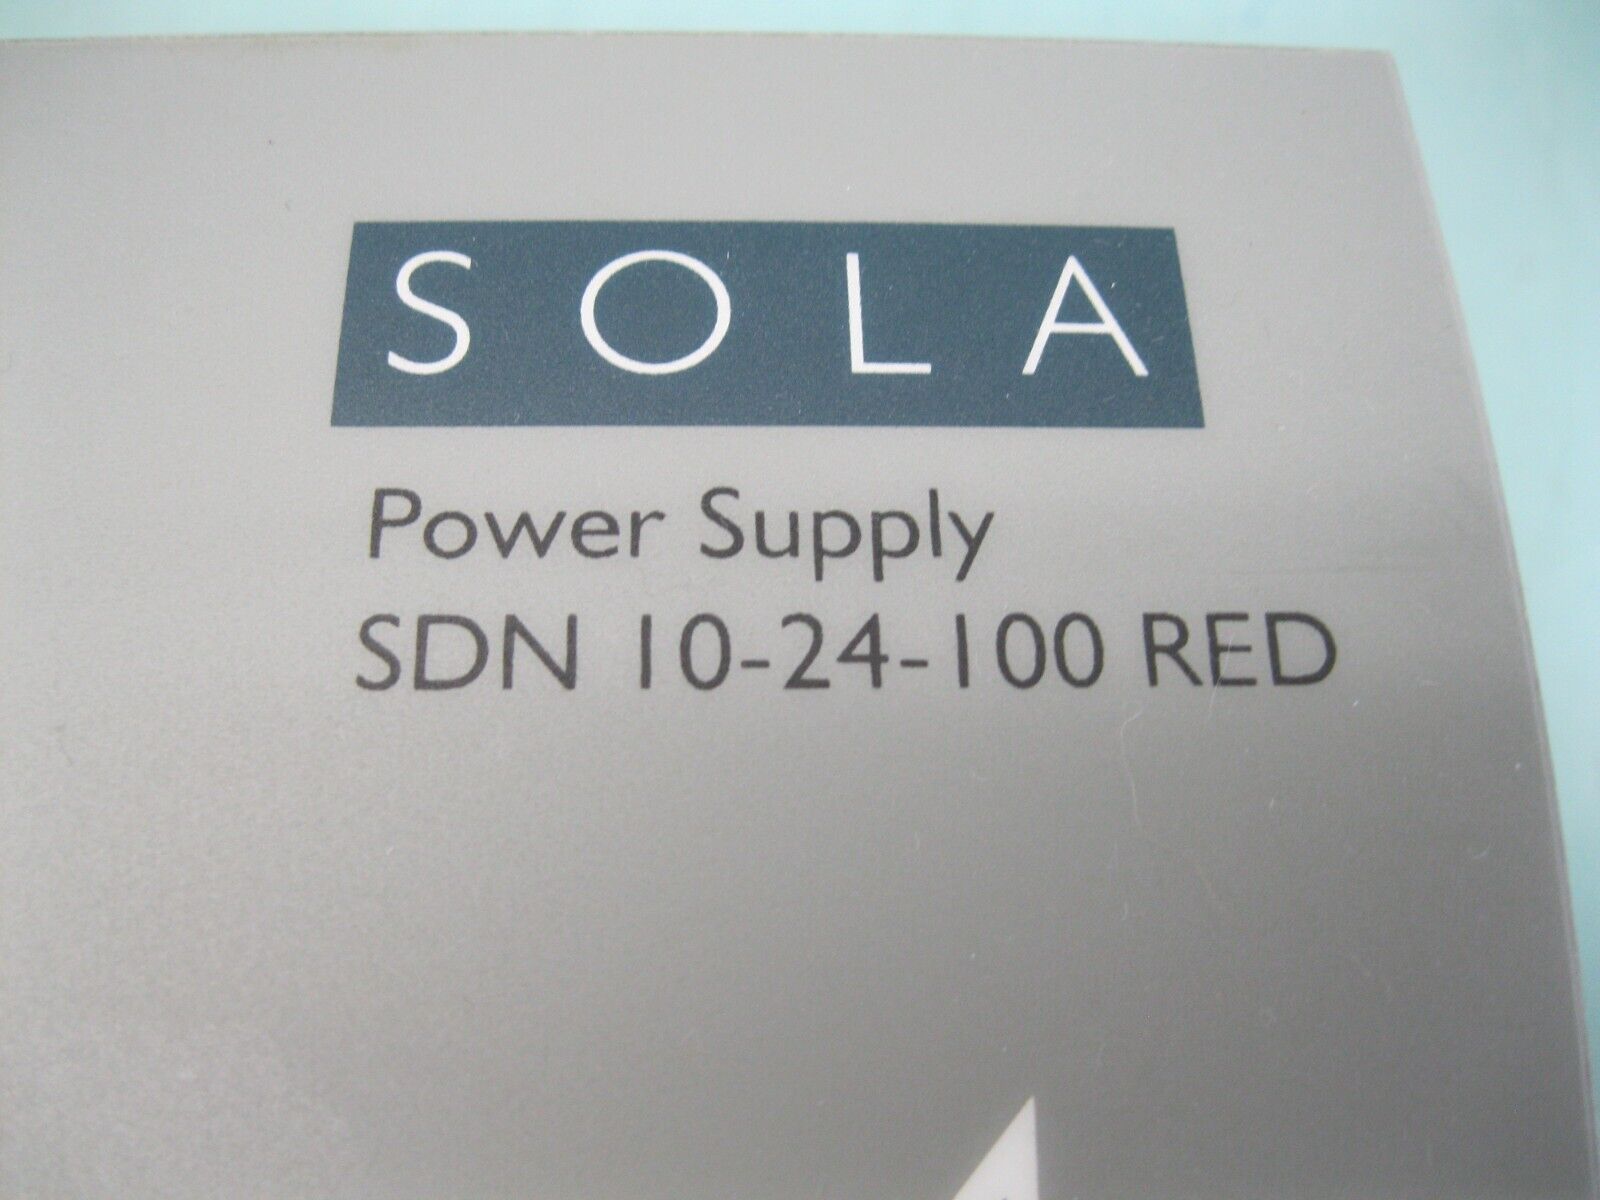 SOLA
Power Supply
SDN 10-24-100 RED